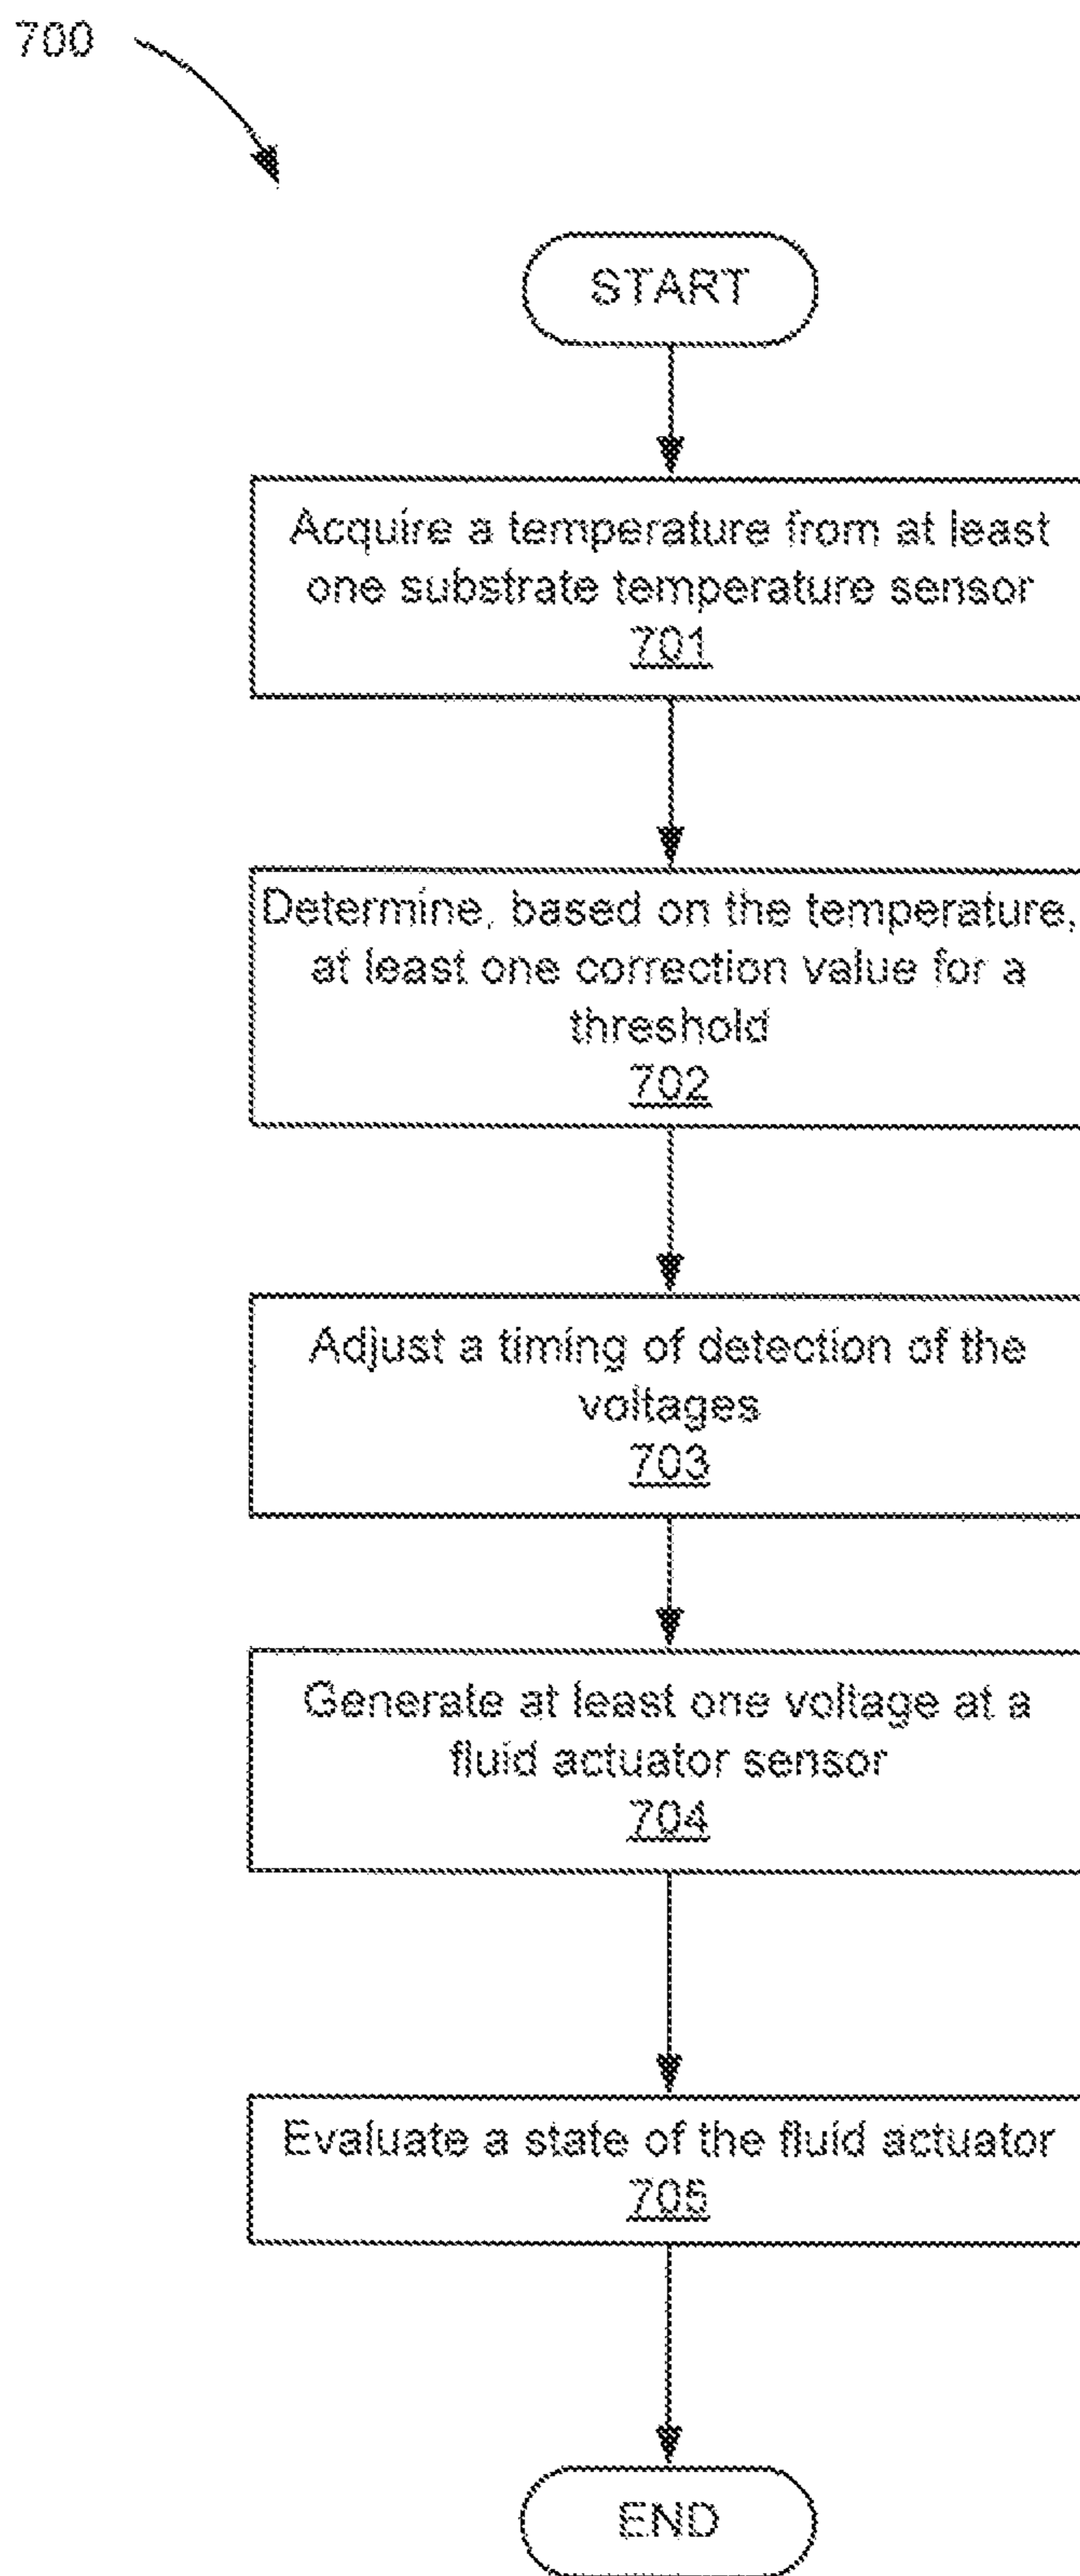 700
START
Acquire a temperature from at least
one substrate temperature sensor
701
Determine, based on the temperature,
at least one correction value for a
threshold
702
Adjust a timing of detection of the
voltages
703
Generate at least one voltage at a
fluid actuator sensor
704
Evaluate a state of the fluid actuator
705
END